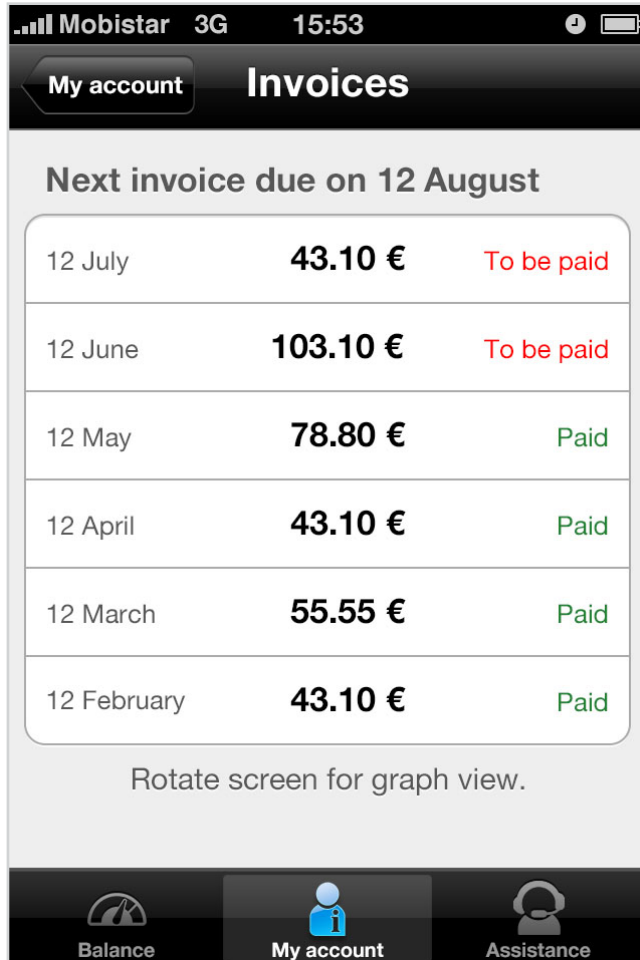 Mobistar 3G 15:53
My account Invoices
Next invoice due on 12 August
12 July 43.10 € To be paid
12 June 103.10 € To be paid
12 May 78.80 € Paid
12 April 43.10 € Paid
12 March 55.55 € Paid
12 February 43.10 € Paid
Rotate screen for graph view.
Balance My account Assistance